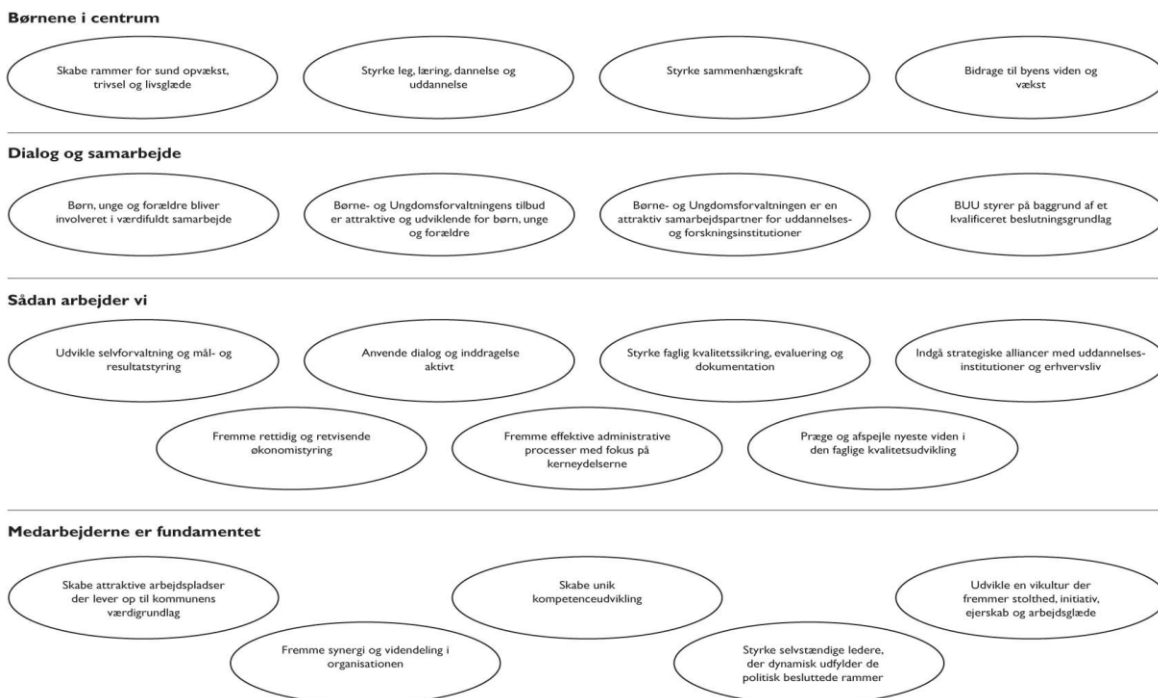 Børnene i centrum
Skabe rammer for sund opvækst,
trivsel og livsglæde
Styrke leg, læring, dannelse og
uddannelse
Styrke sammenhængskraft
Bidrage til byens viden og
vækst
Dialog og samarbejde
Børn, unge og forældre bliver
involveret i værdifuldt samarbejde
Børne- og Ungdomsforvaltningens tilbud
er attraktive og udviklende for børn, unge
og forældre
Børne- og Ungdomsforvaltningen er en
attraktiv samarbejdspartner for uddannelses-
og forskningsinstitutioner
BUU styrer på baggrund af et
kvalificeret beslutningsgrundlag
Sådan arbejder vi
Udvikle selvforvaltning og mål- og
resultatstyring
Anvende dialog og inddragelse
aktivt
Styrke faglig kvalitetssikring, evaluering og
dokumentation
Indgå strategiske alliancer med uddannelses-
institutioner og erhvervsliv
Fremme rettidig og retvisende
økonomistyring
Fremme effektive administrative
processer med fokus på
kerneydelserne
Præge og afspejle nyeste viden i
den faglige kvalitetsudvikling
Medarbejderne er fundamentet
Skabe attraktive arbejdspladser
der lever op til kommunens
værdigrundlag
Skabe unik
kompetenceudvikling
Udvikle en vikultur der
fremmer stolthed, initiativ,
ejerskab og arbejdsglæde
Fremme synergi og videndeling i
organisationen
Styrke selvstændige ledere,
der dynamisk udfylder de
politisk besluttede rammer